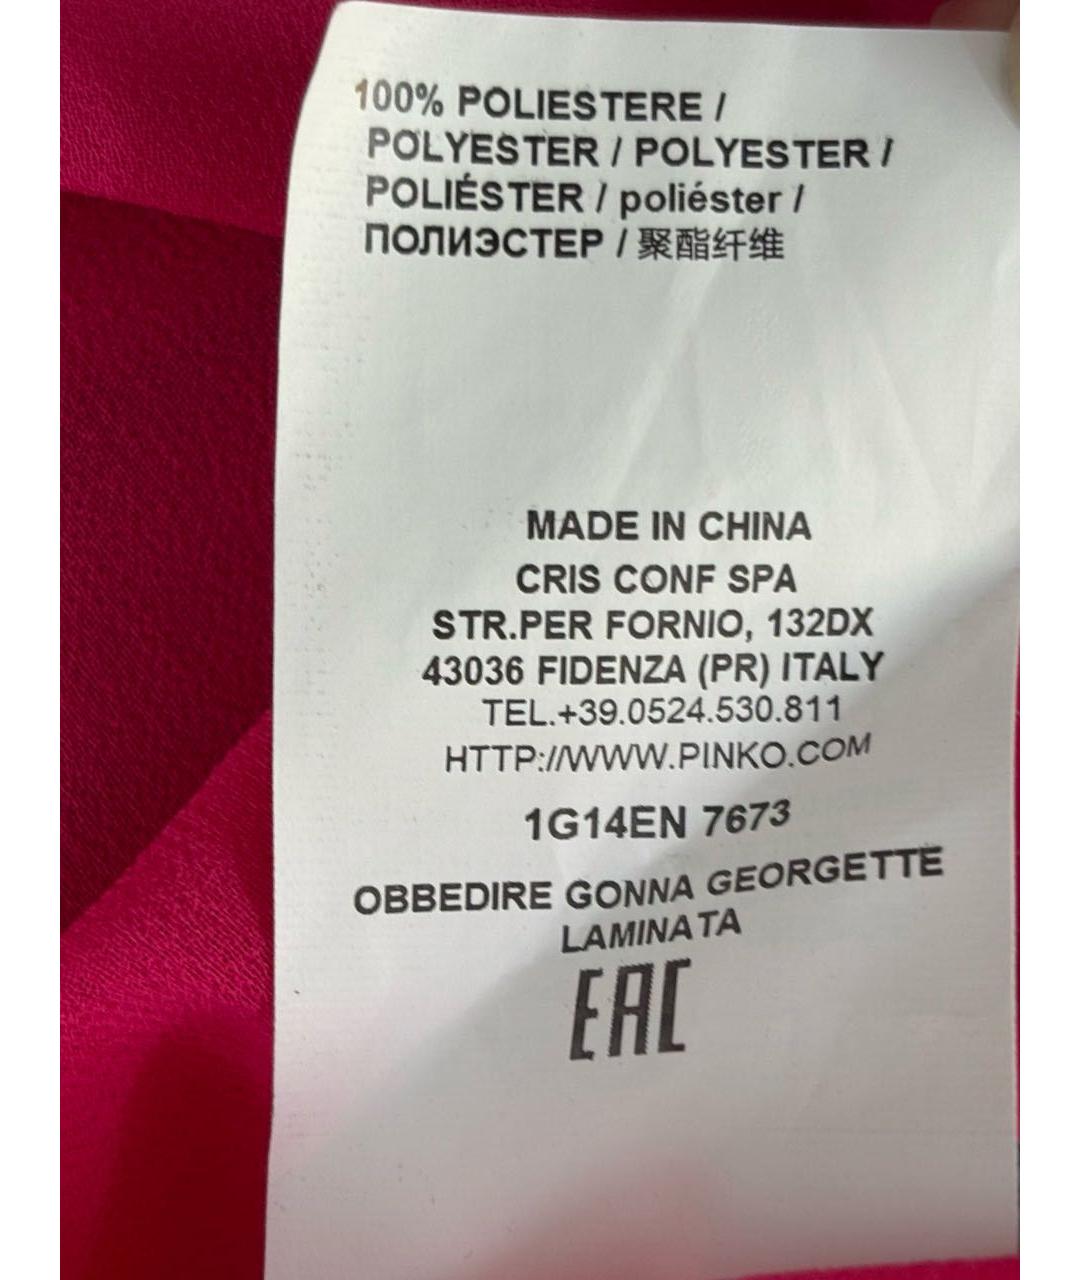 100% POLIESTERE /
POLYESTER / POLYESTER /
POLIÉSTER / poliéster /
ПОЛИЭСТЕР / 聚酯纤维
MADE IN CHINA
CRIS CONF SPA
STR.PER FORNIO, 132DX
43036 FIDENZA (PR) ITALY
TEL.+39.0524.530.811
HTTP://WWW.PINKO.COM
1G14EN 7673
OBBEDIRE GONNA GEORGETTE
LAMINATA
EAC